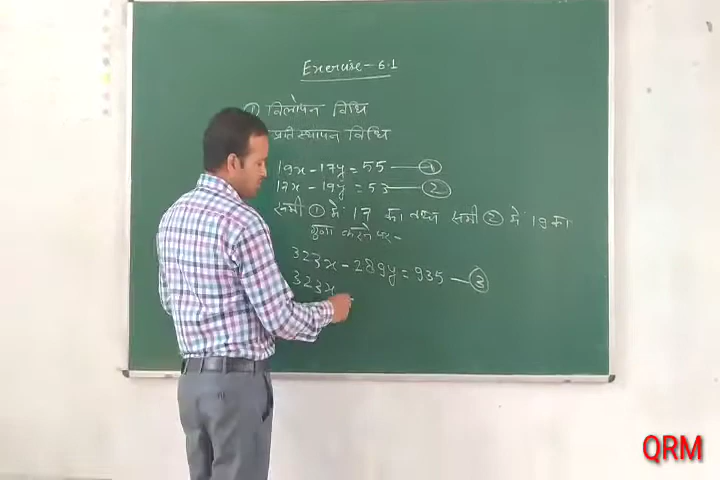 Exercise-6.1
① विलोपन विधि
प्रतिस्थापन विधि
19x-17y=55 —①
17x-19y=53 —②
समी ① में 17 का तथा समी ② में 19 का
गुणा करने पर-
323x-289y=935 —③
323x
QRM